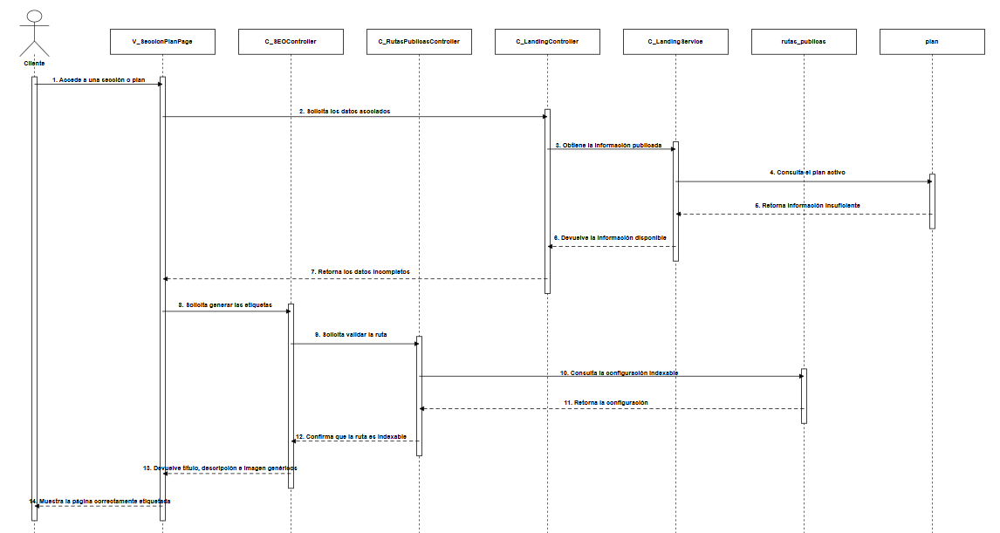 V_SeccionPlanPage
C_SEOController
C_RutasPublicasController
C_LandingController
C_LandingService
rutas_publicas
plan
Cliente
1. Accede a una sección o plan
2. Solicita los datos asociados
3. Obtiene la información publicada
4. Consulta el plan activo
5. Retorna información insuficiente
6. Devuelve la información disponible
7. Retorna los datos incompletos
8. Solicita generar las etiquetas
9. Solicita validar la ruta
10. Consulta la configuración indexable
11. Retorna la configuración
12. Confirma que la ruta es indexable
13. Devuelve título, descripción e imagen genéricos
14. Muestra la página correctamente etiquetada